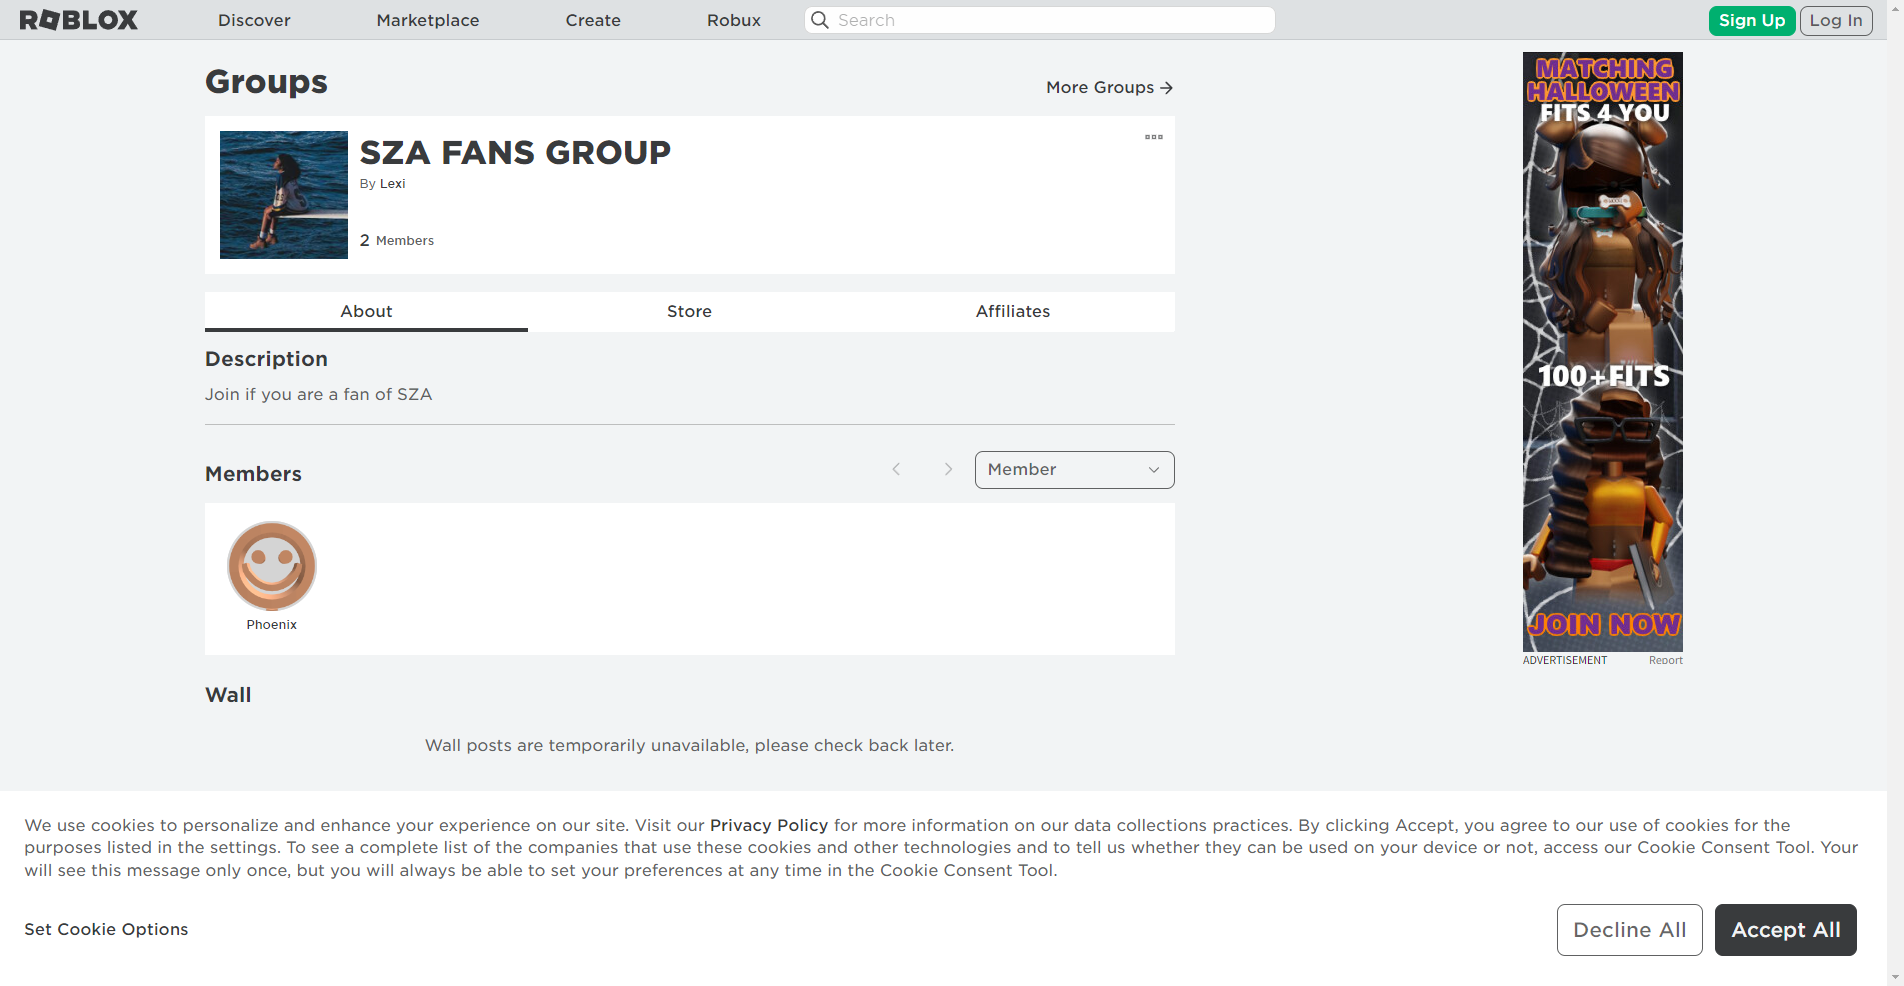 ROBLOX Discover Marketplace Create Robux Search Sign Up Log In
Groups
More Groups
SZA FANS GROUP
By Lexi
2 Members
About Store Affiliates
Description
Join if you are a fan of SZA
Members
Member
Phoenix
Wall
Wall posts are temporarily unavailable, please check back later.
MATCHING
HALLOWEEN
FITS 4 YOU
100+FITS
JOIN NOW
ADVERTISEMENT Report
We use cookies to personalize and enhance your experience on our site. Visit our Privacy Policy for more information on our data collections practices. By clicking Accept, you agree to our use of cookies for the
purposes listed in the settings. To see a complete list of the companies that use these cookies and other technologies and to tell us whether they can be used on your device or not, access our Cookie Consent Tool. Your
will see this message only once, but you will always be able to set your preferences at any time in the Cookie Consent Tool.
Set Cookie Options
Decline All
Accept All